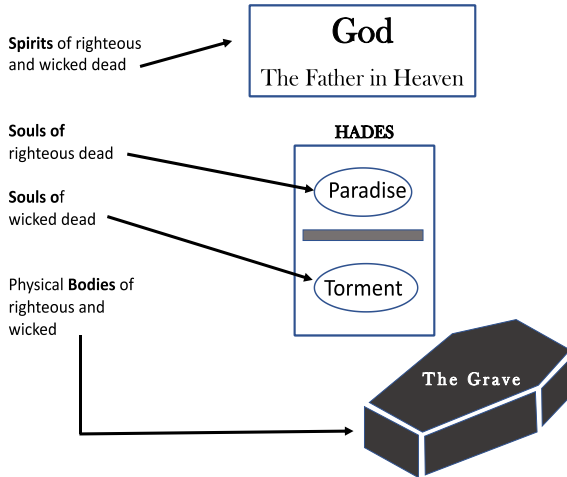 Spirits of righteous
and wicked dead
God
The Father in Heaven
Souls of
righteous dead
Souls of
wicked dead
HADES
Paradise
Torment
Physical Bodies of
righteous and
wicked
The Grave